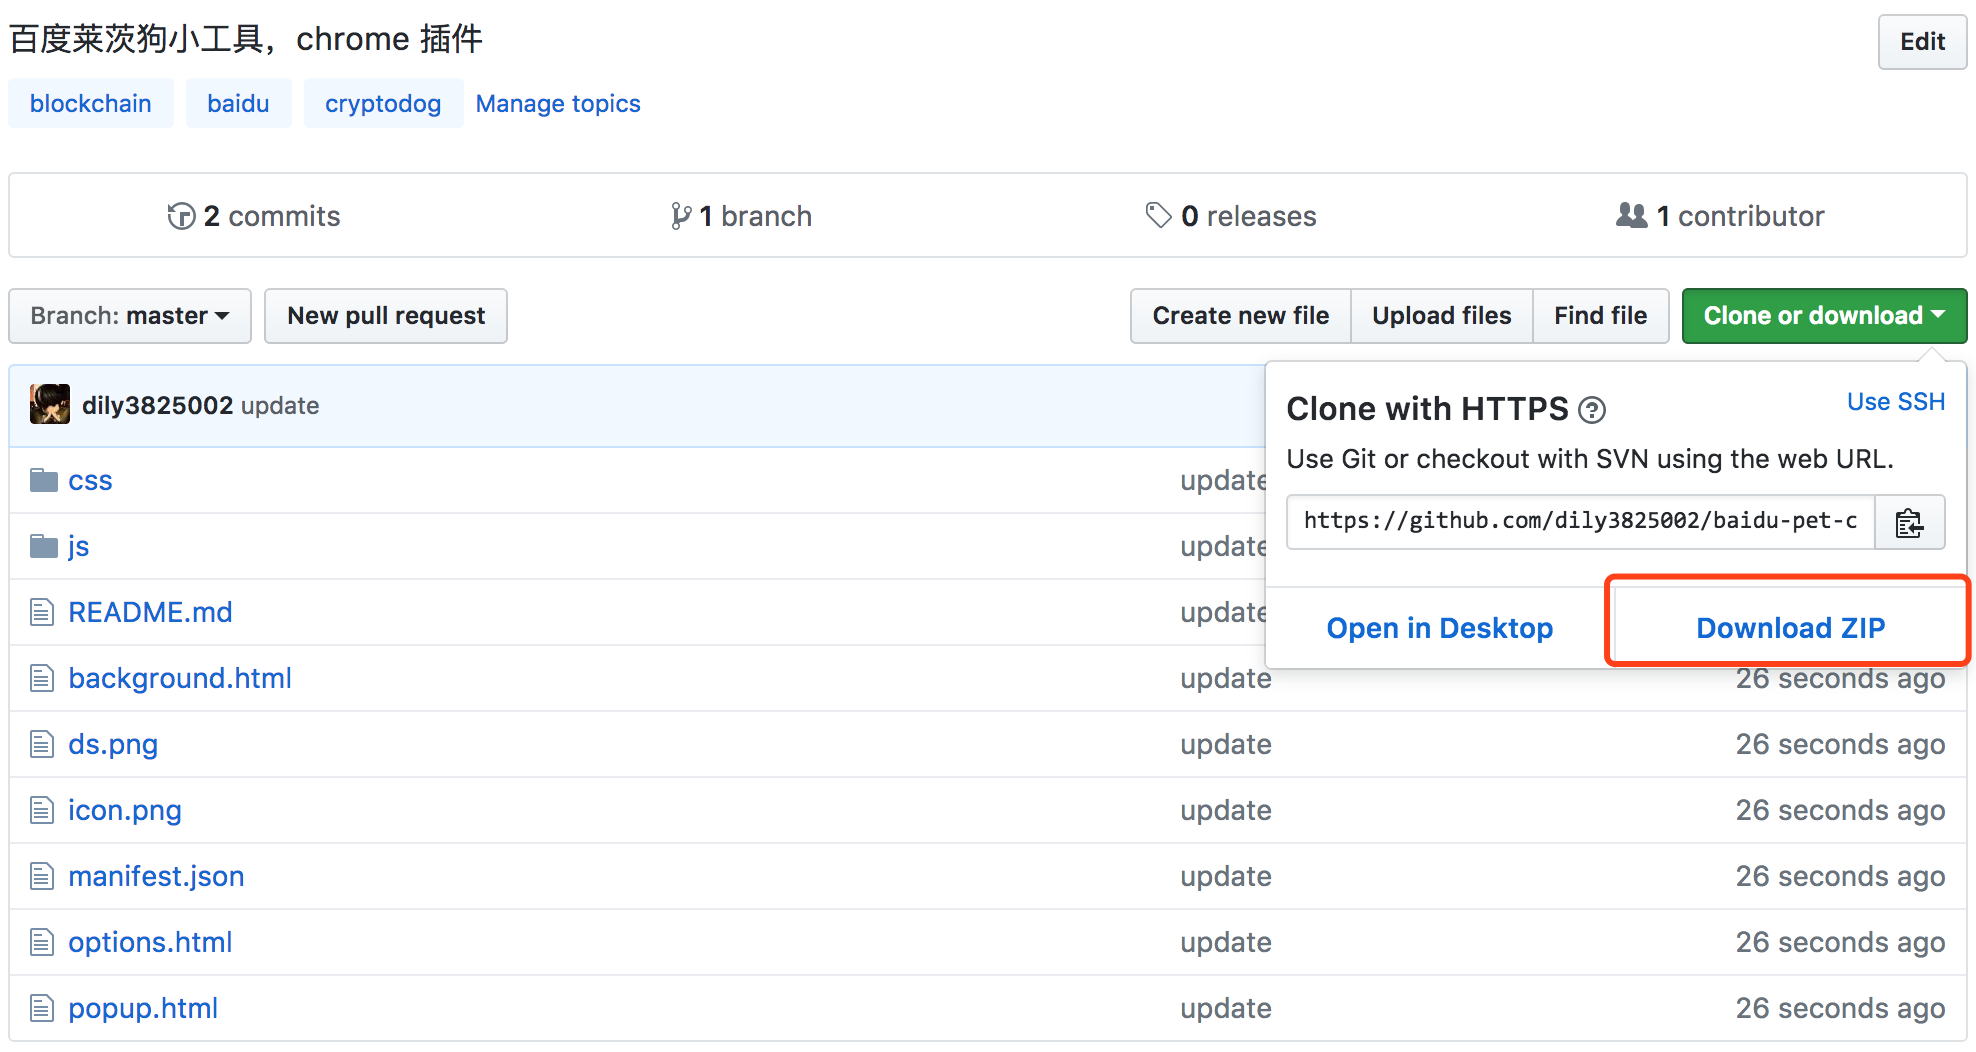 百度莱茨狗小工具，chrome 插件
Edit
blockchain baidu cryptodog Manage topics
2 commits 1 branch 0 releases 1 contributor
Branch: master New pull request Create new file Upload files Find file Clone or download
dily3825002 update
Clone with HTTPS ? Use SSH
Use Git or checkout with SVN using the web URL.
https://github.com/dily3825002/baidu-pet-c
Open in Desktop Download ZIP
css update
js update
README.md update
background.html update 26 seconds ago
ds.png update 26 seconds ago
icon.png update 26 seconds ago
manifest.json update 26 seconds ago
options.html update 26 seconds ago
popup.html update 26 seconds ago